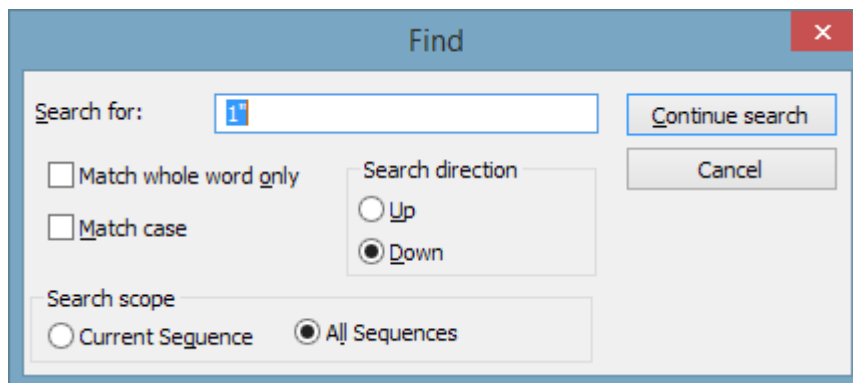 Find
Search for: 1" Continue search
Match whole word only Search direction Cancel
Up
Match case
Down
Search scope
Current Sequence All Sequences